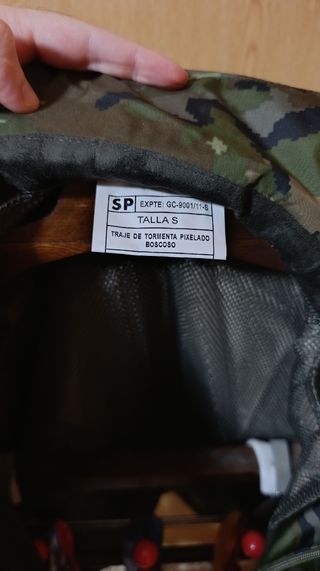 SP EXPTE: GC-9001/11-B
TALLA S
TRAJE DE TORMENTA PIXELADO
BOSCOSO